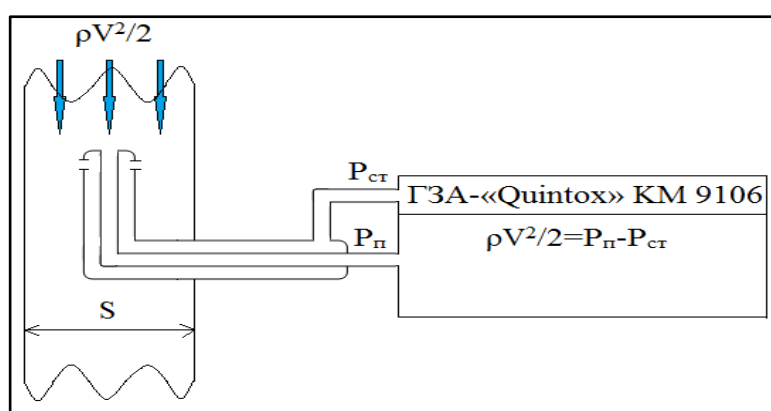 ρV²/2
Pст
ГЗА-«Quintox» KM 9106
Pп
ρV²/2=Pп-Pст
S